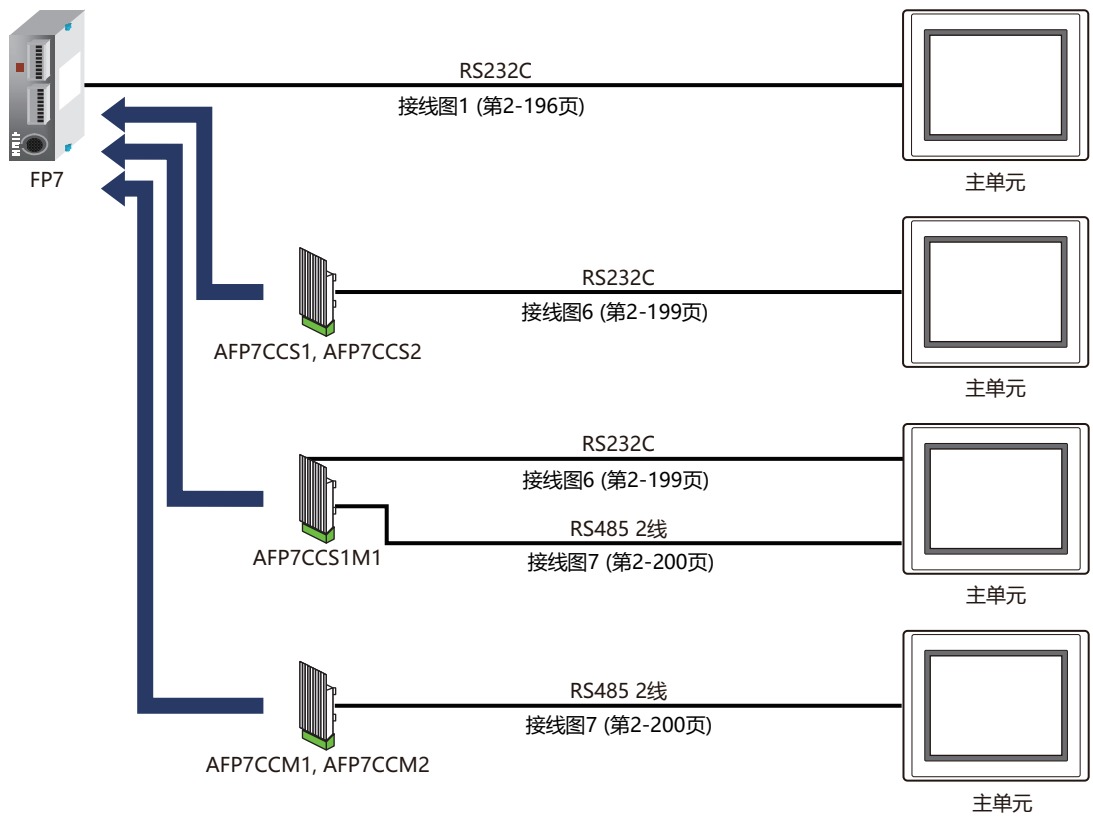 RS232C
接线图1 (第2-196页)
FP7
主单元
RS232C
接线图6 (第2-199页)
AFP7CCS1, AFP7CCS2
主单元
RS232C
接线图6 (第2-199页)
RS485 2线
接线图7 (第2-200页)
AFP7CCS1M1
主单元
RS485 2线
接线图7 (第2-200页)
AFP7CCM1, AFP7CCM2
主单元